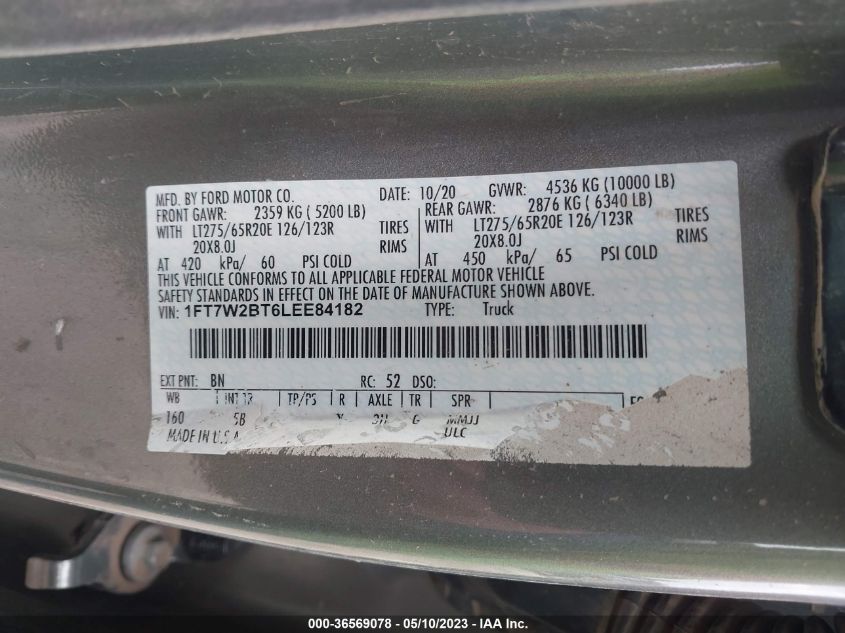 MFD. BY FORD MOTOR CO. DATE: 10/20 GVWR: 4536 KG (10000 LB)
FRONT GAWR: 2359 KG ( 5200 LB) REAR GAWR: 2876 KG ( 6340 LB)
WITH LT275/65R20E 126/123R TIRES WITH LT275/65R20E 126/123R TIRES
20X8.0J RIMS 20X8.0J RIMS
AT 420 kPa/ 60 PSI COLD AT 450 kPa/ 65 PSI COLD
THIS VEHICLE CONFORMS TO ALL APPLICABLE FEDERAL MOTOR VEHICLE
SAFETY STANDARDS IN EFFECT ON THE DATE OF MANUFACTURE SHOWN ABOVE.
VIN: 1FT7W2BT6LEE84182 TYPE: Truck
EXT PNT: BN RC: 52 DSO:
WB INT TR TP/PS R AXLE TR SPR
160 5B G MMJJ
MADE IN U.S.A ULC
000-36569078 - 05/10/2023 - IAAI.com